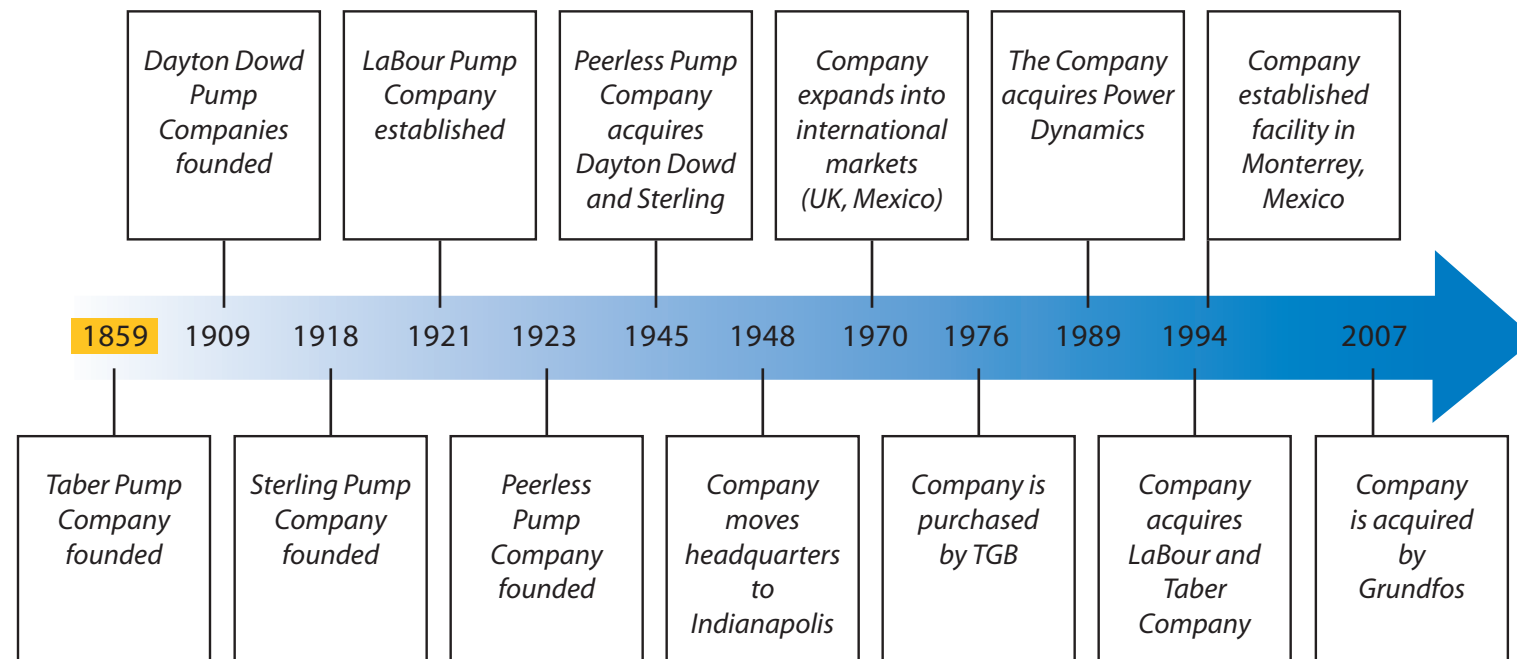 Dayton Dowd
Pump
Companies
founded
LaBour Pump
Company
established
Peerless Pump
Company
acquires
Dayton Dowd
and Sterling
Company
expands into
international
markets
(UK, Mexico)
The Company
acquires Power
Dynamics
Company
established
facility in
Monterrey,
Mexico
1859 1909 1918 1921 1923 1945 1948 1970 1976 1989 1994 2007
Taber Pump
Company
founded
Sterling Pump
Company
founded
Peerless
Pump
Company
founded
Company
moves
headquarters
to
Indianapolis
Company is
purchased
by TGB
Company
acquires
LaBour and
Taber
Company
Company
is acquired
by
Grundfos